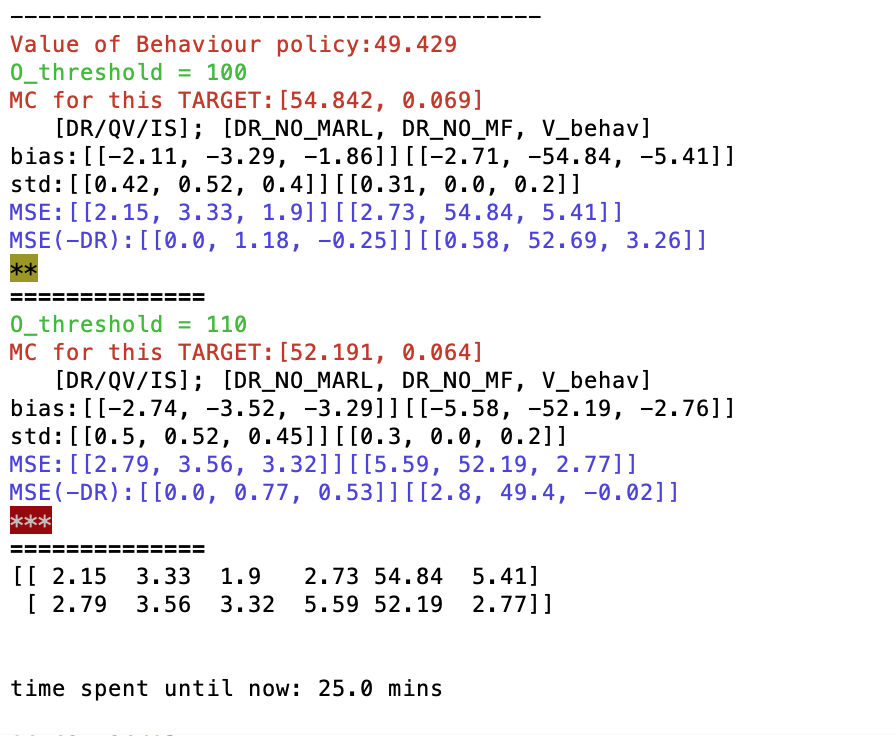 --------------------------------------
Value of Behaviour policy:49.429
O_threshold = 100
MC for this TARGET:[54.842, 0.069]
   [DR/QV/IS]; [DR_NO_MARL, DR_NO_MF, V_behav]
bias:[[-2.11, -3.29, -1.86]][[-2.71, -54.84, -5.41]]
std:[[0.42, 0.52, 0.4]][[0.31, 0.0, 0.2]]
MSE:[[2.15, 3.33, 1.9]][[2.73, 54.84, 5.41]]
MSE(-DR):[[0.0, 1.18, -0.25]][[0.58, 52.69, 3.26]]
**
==============
O_threshold = 110
MC for this TARGET:[52.191, 0.064]
   [DR/QV/IS]; [DR_NO_MARL, DR_NO_MF, V_behav]
bias:[[-2.74, -3.52, -3.29]][[-5.58, -52.19, -2.76]]
std:[[0.5, 0.52, 0.45]][[0.3, 0.0, 0.2]]
MSE:[[2.79, 3.56, 3.32]][[5.59, 52.19, 2.77]]
MSE(-DR):[[0.0, 0.77, 0.53]][[2.8, 49.4, -0.02]]
***
==============
[[ 2.15  3.33  1.9   2.73 54.84  5.41]
 [ 2.79  3.56  3.32  5.59 52.19  2.77]]
time spent until now: 25.0 mins